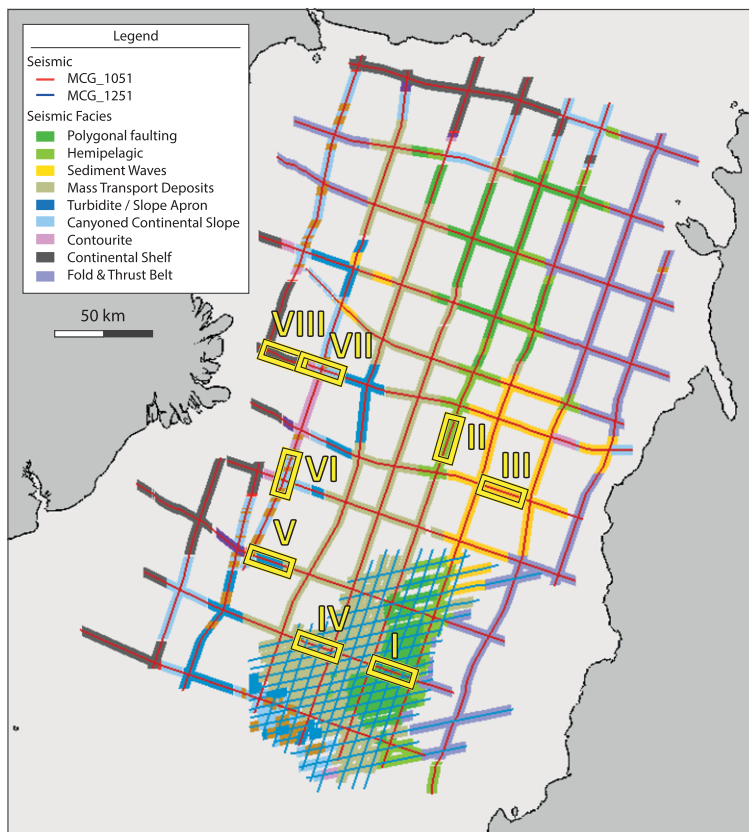 Legend
Seismic
MCG_1051
MCG_1251
Seismic Facies
Polygonal faulting
Hemipelagic
Sediment Waves
Mass Transport Deposits
Turbidite / Slope Apron
Canyoned Continental Slope
Contourite
Continental Shelf
Fold & Thrust Belt
50 km
VIII
VII
II
III
VI
V
IV
I